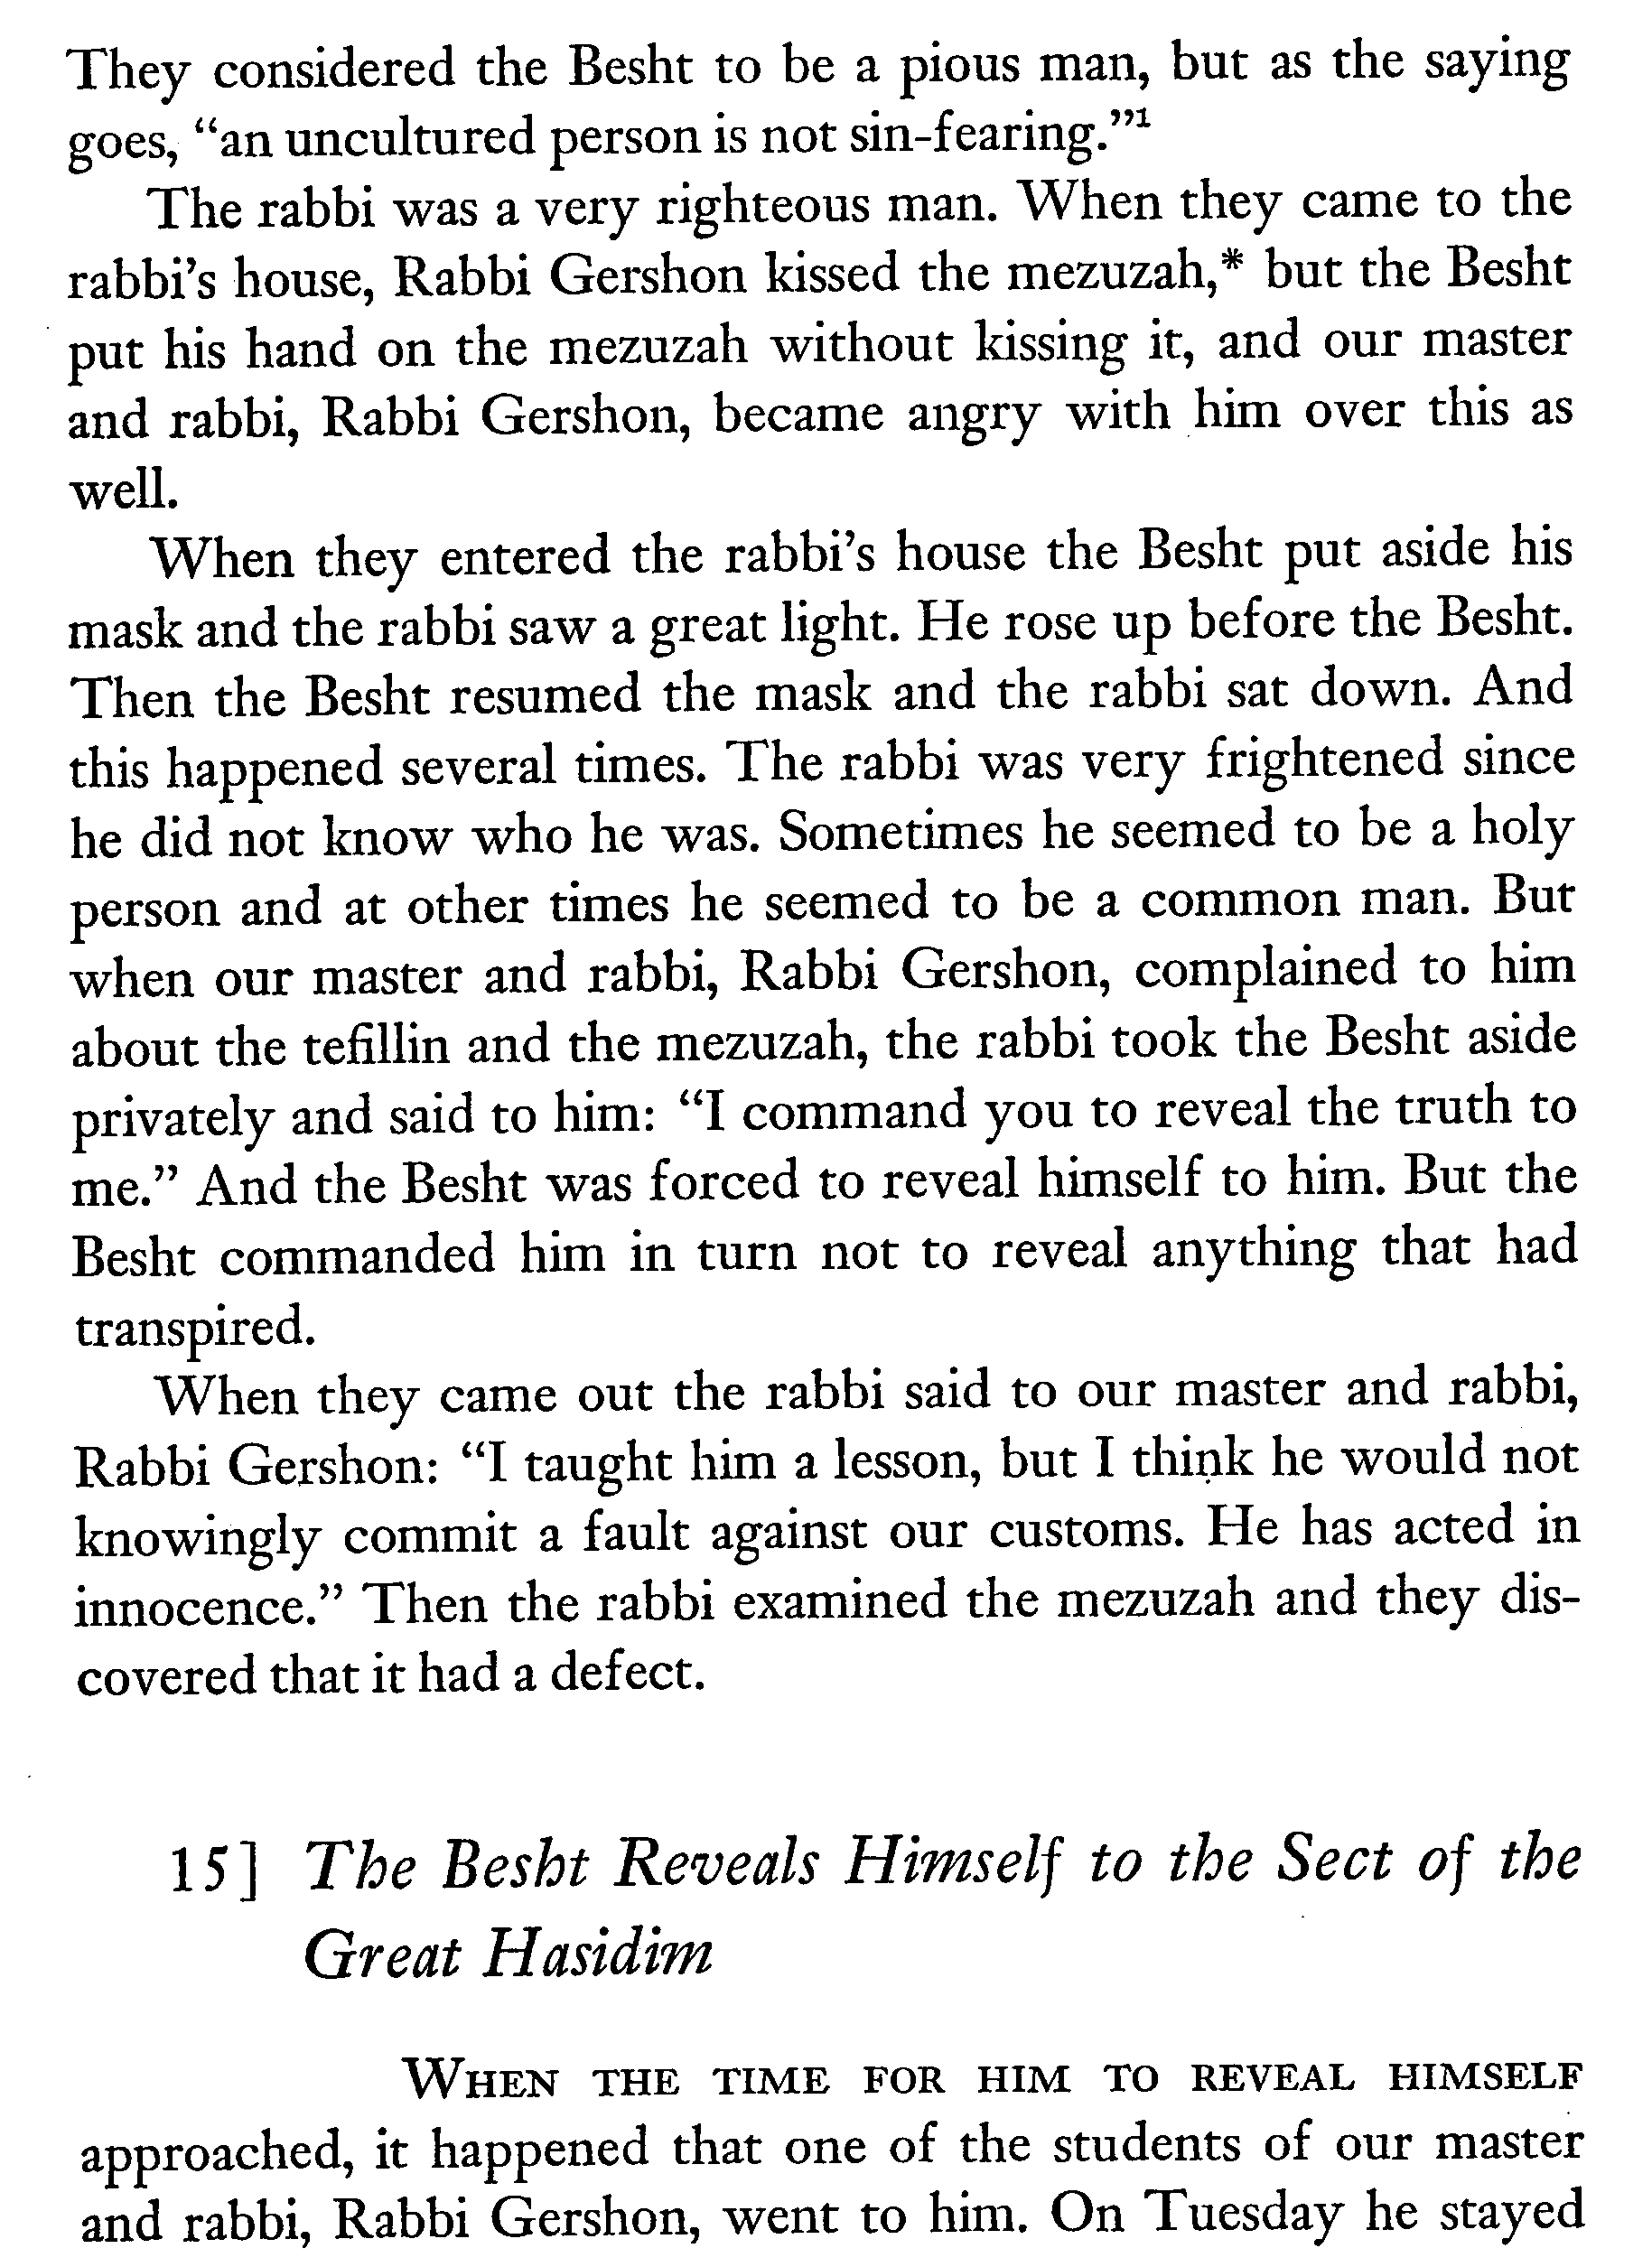 They considered the Besht to be a pious man, but as the saying
goes, “an uncultured person is not sin-fearing.”1
The rabbi was a very righteous man. When they came to the
rabbi’s house, Rabbi Gershon kissed the mezuzah,* but the Besht
put his hand on the mezuzah without kissing it, and our master
and rabbi, Rabbi Gershon, became angry with him over this as
well.
When they entered the rabbi’s house the Besht put aside his
mask and the rabbi saw a great light. He rose up before the Besht.
Then the Besht resumed the mask and the rabbi sat down. And
this happened several times. The rabbi was very frightened since
he did not know who he was. Sometimes he seemed to be a holy
person and at other times he seemed to be a common man. But
when our master and rabbi, Rabbi Gershon, complained to him
about the tefillin and the mezuzah, the rabbi took the Besht aside
privately and said to him: “I command you to reveal the truth to
me.” And the Besht was forced to reveal himself to him. But the
Besht commanded him in turn not to reveal anything that had
transpired.
When they came out the rabbi said to our master and rabbi,
Rabbi Gershon: “I taught him a lesson, but I think he would not
knowingly commit a fault against our customs. He has acted in
innocence.” Then the rabbi examined the mezuzah and they dis-
covered that it had a defect.
15] The Besht Reveals Himself to the Sect of the
Great Hasidim
WHEN THE TIME FOR HIM TO REVEAL HIMSELF
approached, it happened that one of the students of our master
and rabbi, Rabbi Gershon, went to him. On Tuesday he stayed